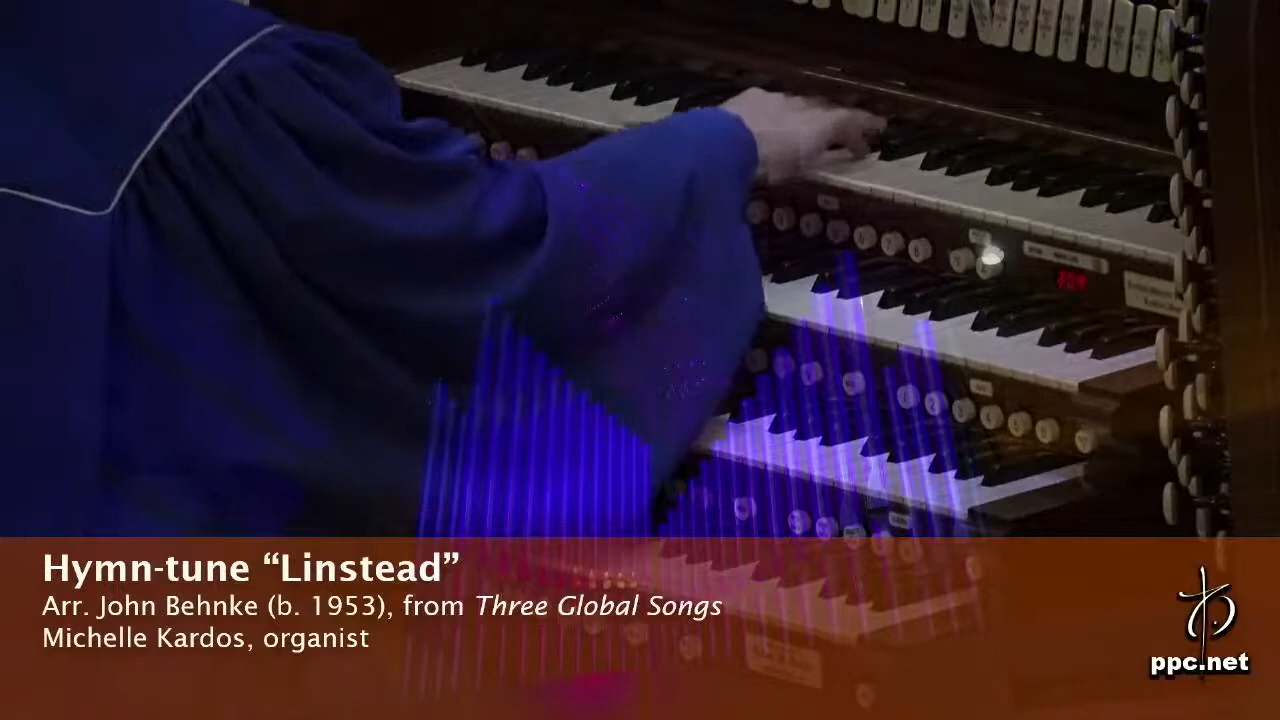 Hymn-tune “Linstead”
Arr. John Behnke (b. 1953), from Three Global Songs
Michelle Kardos, organist
ppc.net